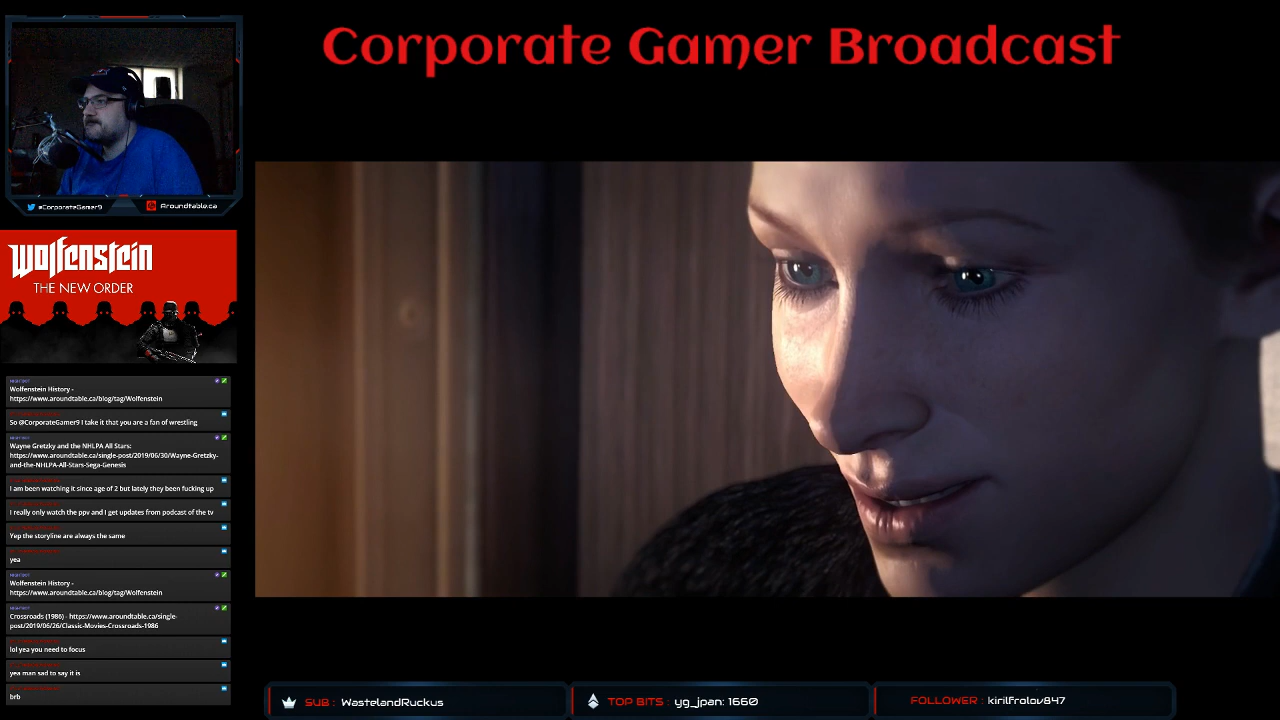 Corporate Gamer Broadcast
@CorporateGamer9
Aroundtable.ca
Wolfenstein
THE NEW ORDER
NIGHTBOT
Wolfenstein History -
https://www.aroundtable.ca/blog/tag/Wolfenstein
So @CorporateGamer9 I take it that you are a fan of wrestling
Wayne Gretzky and the NHLPA All Stars:
https://www.aroundtable.ca/single-post/2019/06/30/Wayne-Gretzky-
and-the-NHLPA-All-Stars-Sega-Genesis
I am been watching it since age of 2 but lately they been fucking up
I really only watch the ppv and I get updates from podcast of the tv
Yep the storyline are always the same
yea
NIGHTBOT
Wolfenstein History -
https://www.aroundtable.ca/blog/tag/Wolfenstein
Crossroads (1986) - https://www.aroundtable.ca/single-
post/2019/06/26/Classic-Movies-Crossroads-1986
lol yea you need to focus
yea man sad to say it is
brb
SUB : WastelandRuckus
TOP BITS : yg_jpan: 1660
FOLLOWER : kirilfrolov847